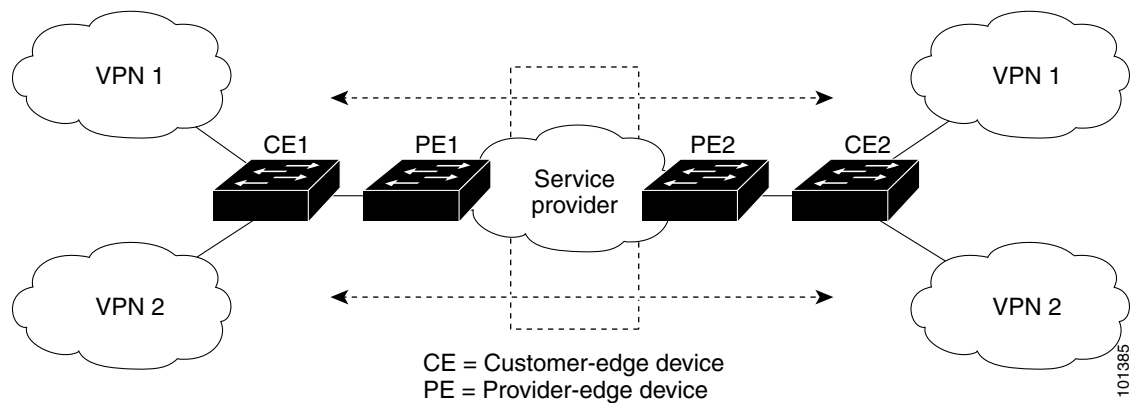 VPN 1
VPN 1
CE1
PE1
PE2
CE2
Service
provider
VPN 2
VPN 2
CE = Customer-edge device
PE = Provider-edge device
101385